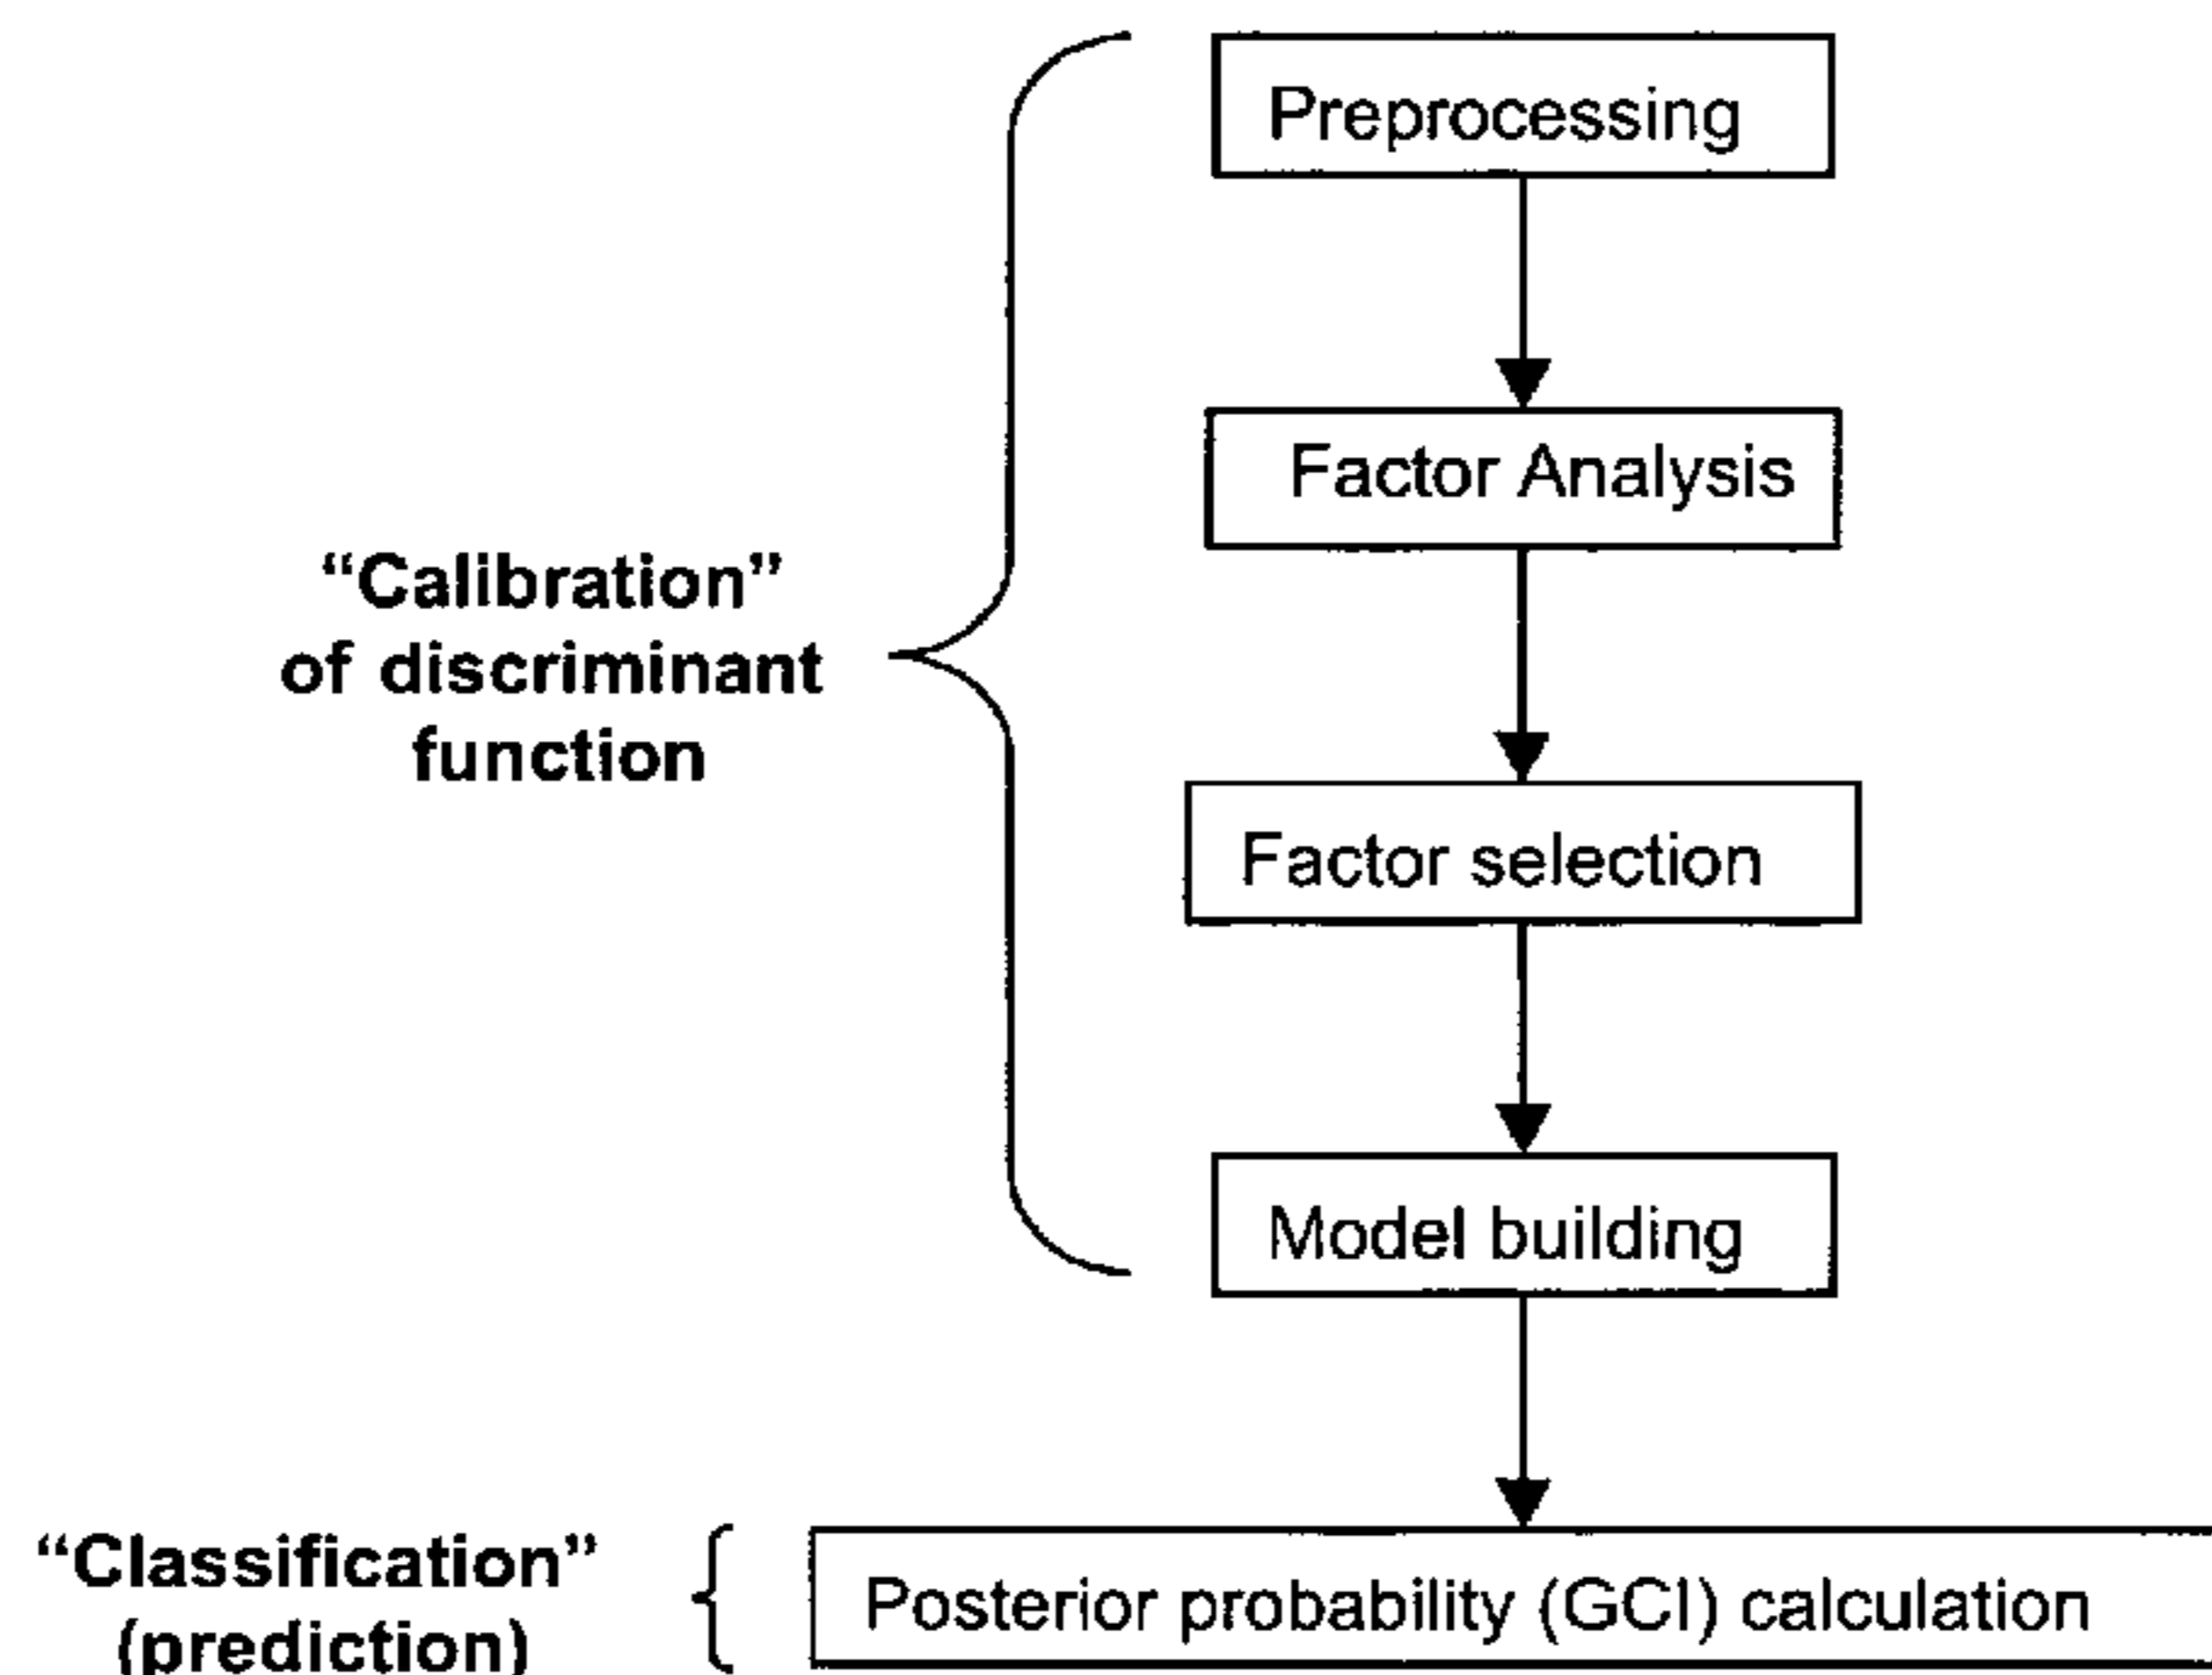 Preprocessing
Factor Analysis
“Calibration”
of discriminant
function
Factor selection
Model building
“Classification”
(prediction)
Posterior probability (GCI) calculation